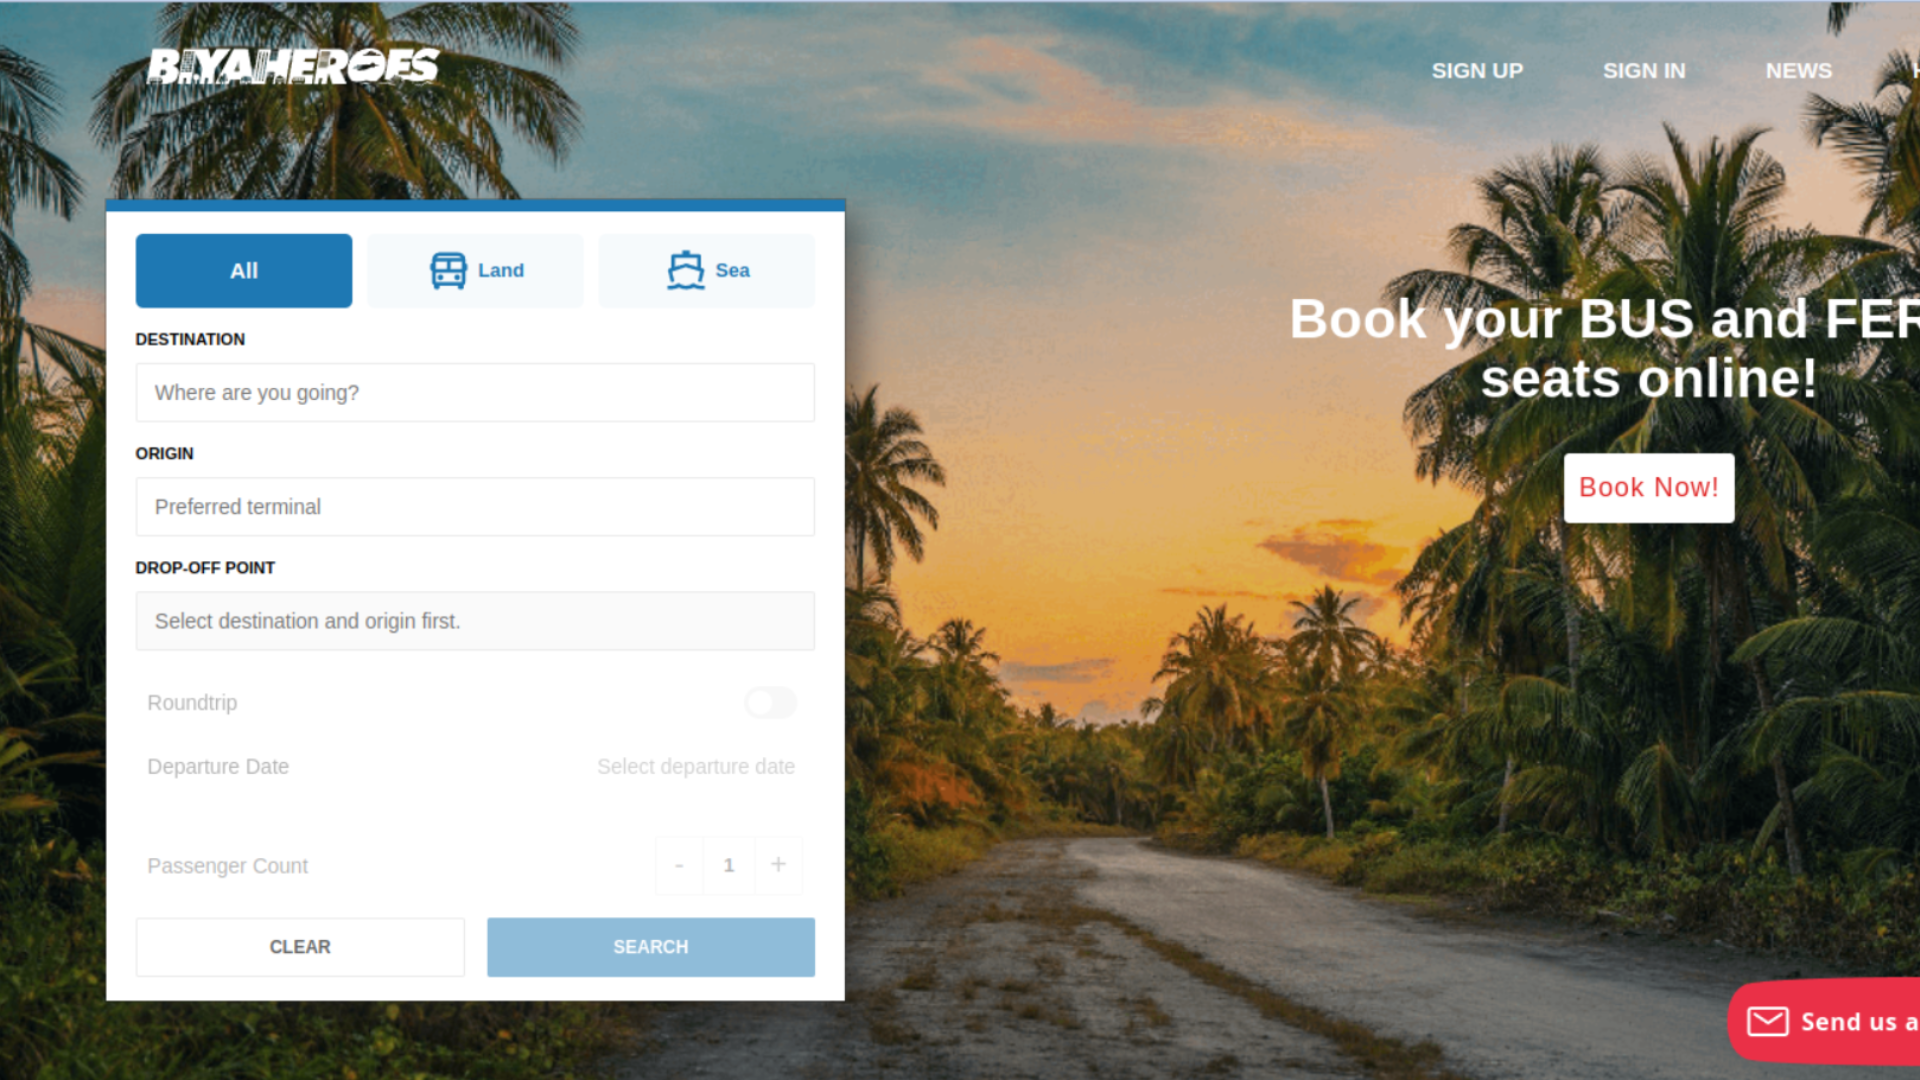 BIYAHEROES
SIGN UP
SIGN IN
NEWS
All
Land
Sea
DESTINATION
Where are you going?
ORIGIN
Preferred terminal
DROP-OFF POINT
Select destination and origin first.
Roundtrip
Departure Date
Select departure date
Passenger Count
- 1 +
CLEAR
SEARCH
Book your BUS and FER
seats online!
Book Now!
Send us a